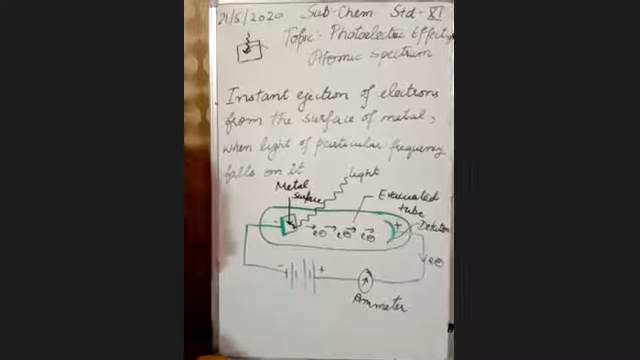 21/5/2020 Sub-Chem Std-XI
Topic:- Photoelectric Effect,
Atomic Spectrum
Instant ejection of electrons
from the surface of metal,
when light of particular frequency
falls on it
light
Metal
surface
Evacuated
tube
Detector
- +
→ e⊖ → e⊖ → e⊖
e⊖
- +
Ammeter